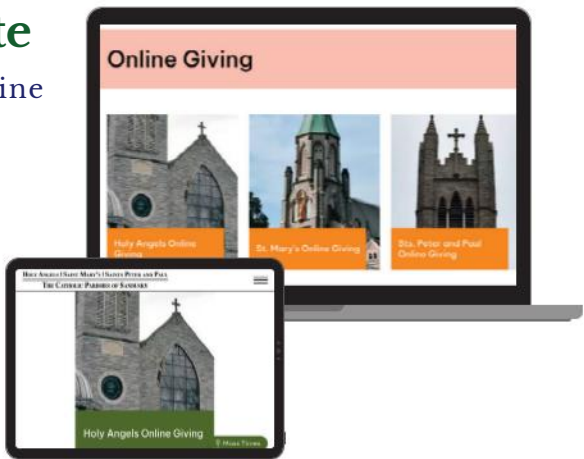 te
ine
Online Giving
Holy Angels Online
Giving
St. Mary's Online Giving
Sts. Peter and Paul
Online Giving
Holy Angels | Saint Mary's | Saints Peter and Paul
The Catholic Parishes of Sandusky
Holy Angels Online Giving
Mass Times